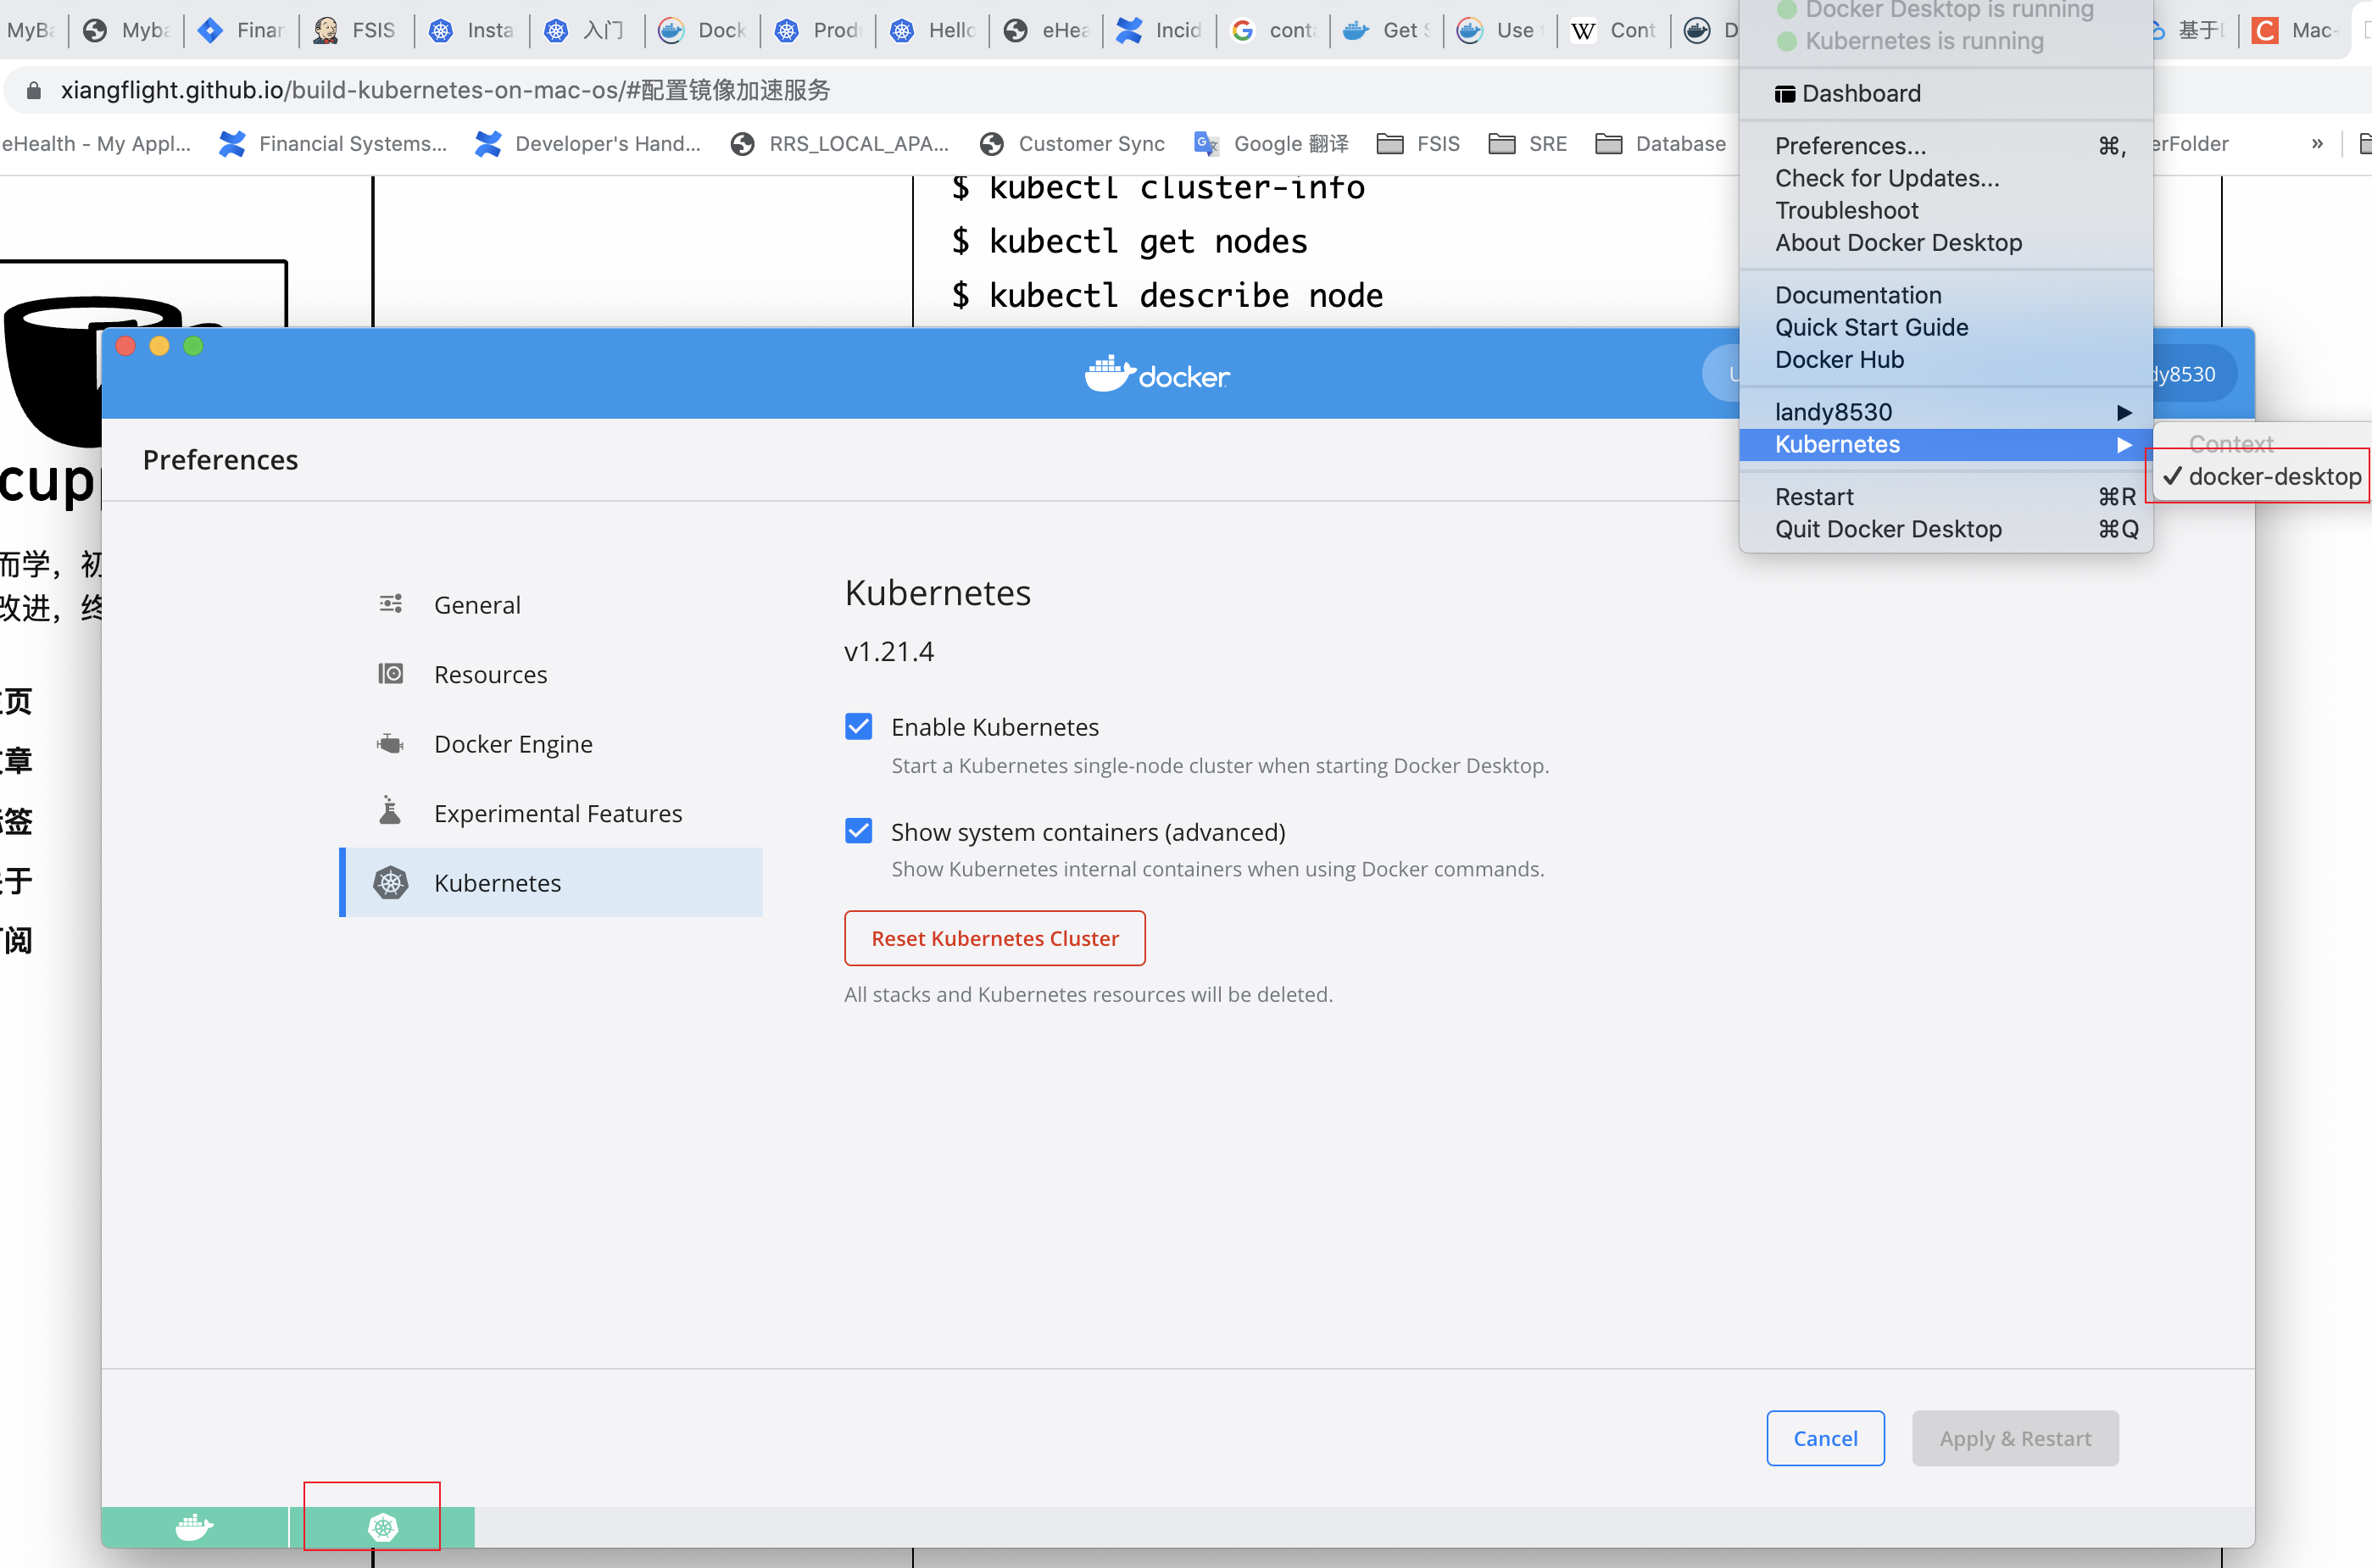 MyBa
Myba
Finan
FSIS
Insta
入门
Dock
Prod
Hello
eHea
Incid
conta
Get S
Use
Cont
D
基于
Mac-
xiangflight.github.io/build-kubernetes-on-mac-os/#配置镜像加速服务
eHealth - My Appl...
Financial Systems...
Developer's Hand...
RRS_LOCAL_APA...
Customer Sync
Google 翻译
FSIS
SRE
Database
erFolder
»
$ kubectl cluster-info
$ kubectl get nodes
$ kubectl describe node
Docker Desktop is running
Kubernetes is running
Dashboard
Preferences... ⌘,
Check for Updates...
Troubleshoot
About Docker Desktop
Documentation
Quick Start Guide
Docker Hub
landy8530
Kubernetes
Restart ⌘R
Quit Docker Desktop ⌘Q
Context
✓ docker-desktop
docker
U
dy8530
cupp
而学，初
改进，终
页
章
签
于
阅
Preferences
General
Resources
Docker Engine
Experimental Features
Kubernetes
Kubernetes
v1.21.4
Enable Kubernetes
Start a Kubernetes single-node cluster when starting Docker Desktop.
Show system containers (advanced)
Show Kubernetes internal containers when using Docker commands.
Reset Kubernetes Cluster
All stacks and Kubernetes resources will be deleted.
Cancel
Apply & Restart